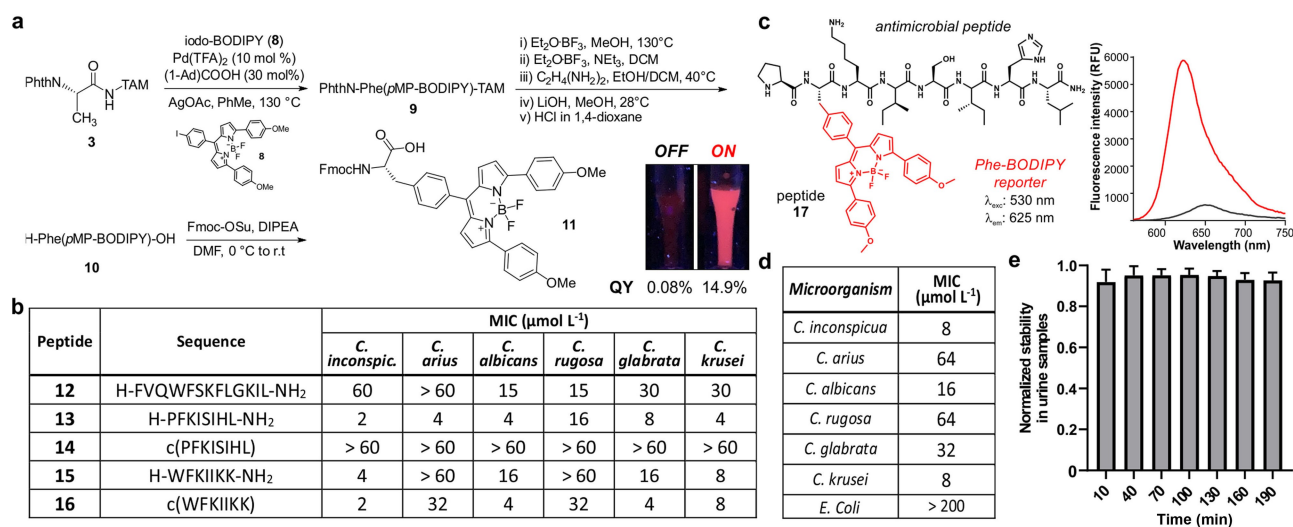 a
iodo-BODIPY (8)
Pd(TFA)2 (10 mol %)
(1-Ad)COOH (30 mol%)
AgOAc, PhMe, 130 °C
PhthN
O
N
H
TAM
CH3
3
I
N
B
F
F
N
OMe
OMe
8
PhthN-Phe(pMP-BODIPY)-TAM
9
i) Et2O·BF3, MeOH, 130°C
ii) Et2OBF3, NEt3, DCM
iii) C2H4(NH2)2, EtOH/DCM, 40°C
iv) LiOH, MeOH, 28°C
v) HCl in 1,4-dioxane
H-Phe(pMP-BODIPY)-OH
10
Fmoc-OSu, DIPEA
DMF, 0 °C to r.t
O
OH
FmocHN
N
B
F
F
N
+
OMe
OMe
11
OFF ON
QY 0.08% 14.9%
b
Peptide Sequence MIC (µmol L-1)
C. inconspic. C. arius C. albicans C. rugosa C. glabrata C. krusei
12 H-FVQWFSKFLGKIL-NH2 60 > 60 15 15 30 30
13 H-PFKISIHL-NH2 2 4 4 16 8 4
14 c(PFKISIHL) > 60 > 60 > 60 > 60 > 60 > 60
15 H-WFKIIKK-NH2 4 > 60 16 > 60 16 8
16 c(WFKIIKK) 2 32 4 32 4 8
c
antimicrobial peptide
NH2
OH
N
NH
HN
O
H
N
NH2
peptide
17
N
B
F
F
N
+
O
O
Phe-BODIPY
reporter
λexc: 530 nm
λem: 625 nm
Fluorescence intensity (RFU)
7000
6000
5000
4000
3000
2000
1000
600 650 700 750
Wavelength (nm)
d
Microorganism MIC (µmol L-1)
C. inconspicua 8
C. arius 64
C. albicans 16
C. rugosa 64
C. glabrata 32
C. krusei 8
E. Coli > 200
e
Normalized stability
in urine samples
1.0
0.8
0.6
0.4
0.2
0
10 40 70 100 130 160 190
Time (min)